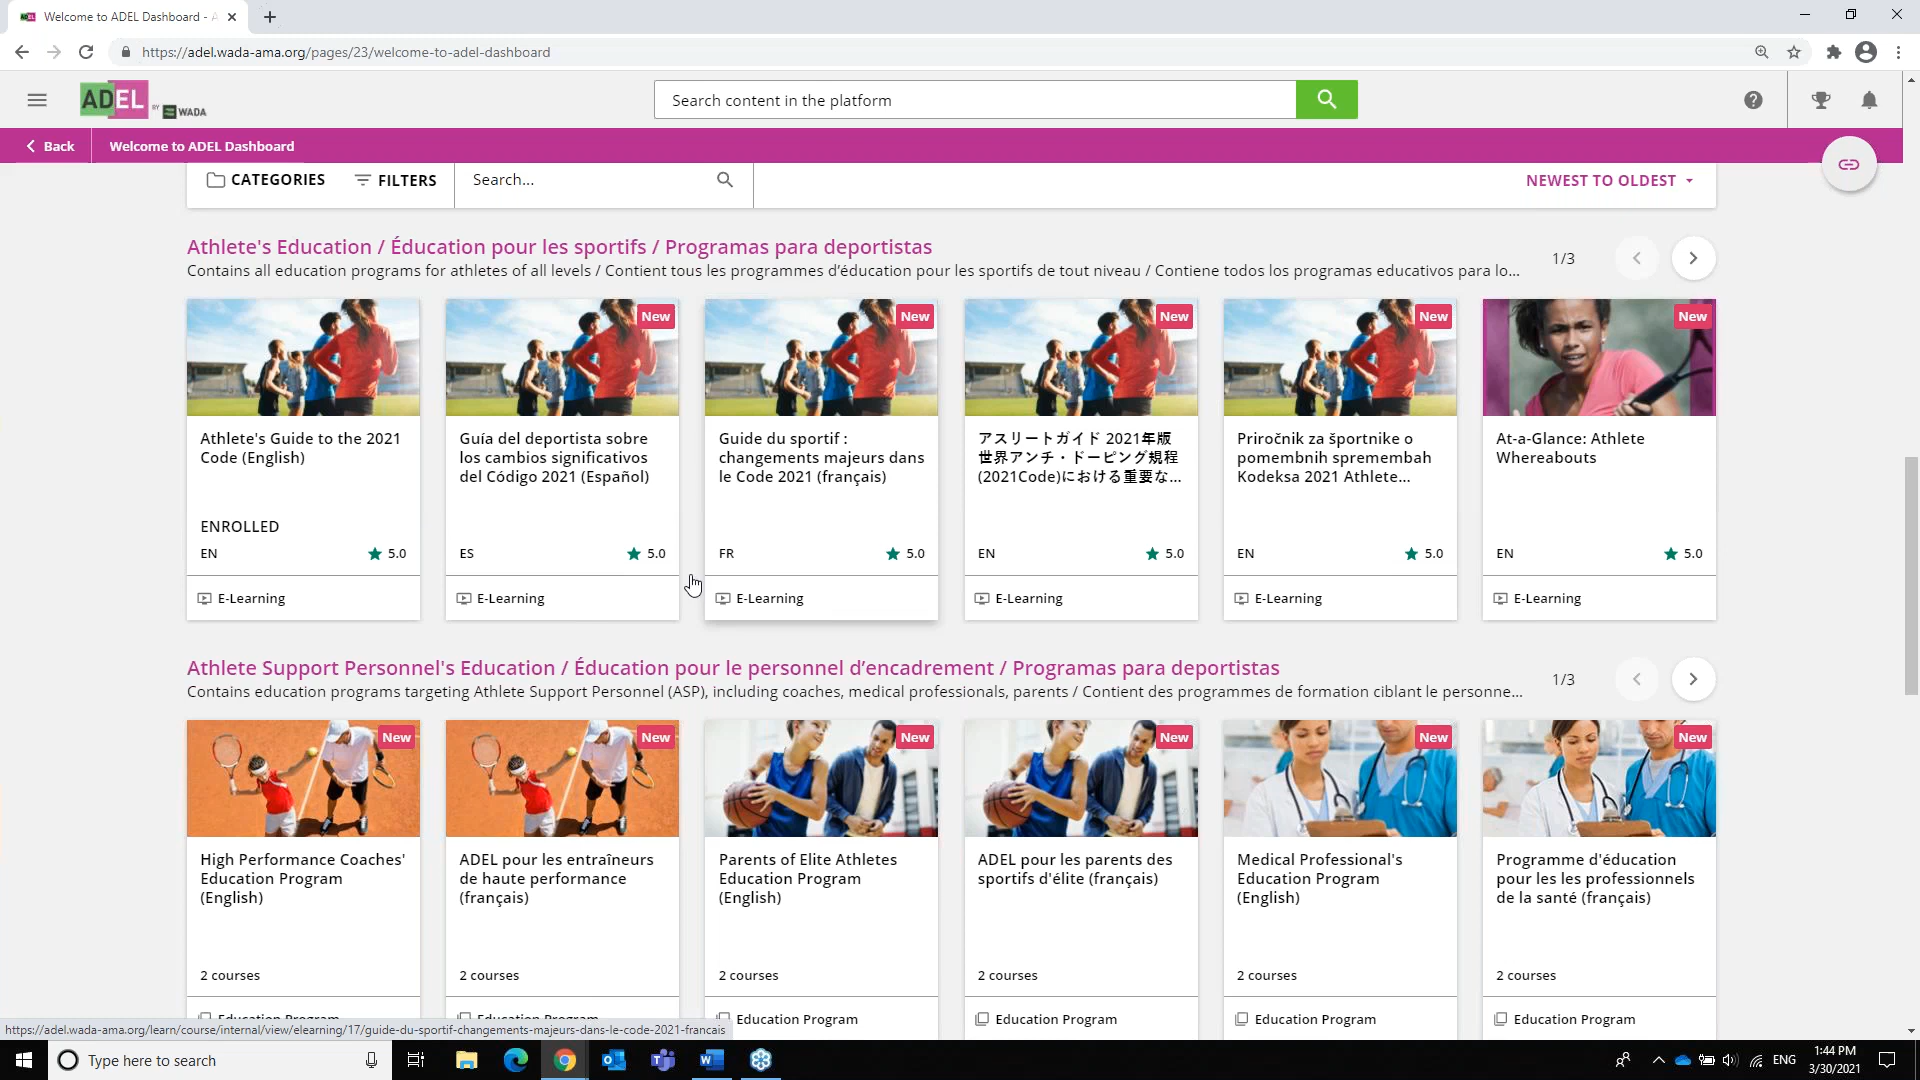 ADEL
Welcome to ADEL Dashboard - A
https://adel.wada-ama.org/pages/23/welcome-to-adel-dashboard
ADEL BY WADA
Search content in the platform
Back
Welcome to ADEL Dashboard
CATEGORIES
FILTERS
Search...
NEWEST TO OLDEST
Athlete's Education / Éducation pour les sportifs / Programas para deportistas
Contains all education programs for athletes of all levels / Contient tous les programmes d'éducation pour les sportifs de tout niveau / Contiene todos los programas educativos para lo...
1/3
Athlete's Guide to the 2021
Code (English)
ENROLLED
EN
5.0
E-Learning
New
Guía del deportista sobre
los cambios significativos
del Código 2021 (Español)
ES
5.0
E-Learning
New
Guide du sportif :
changements majeurs dans
le Code 2021 (français)
FR
5.0
E-Learning
New
アスリートガイド 2021年版
世界アンチ・ドーピング規程
(2021Code)における重要な...
EN
5.0
E-Learning
New
Priročnik za športnike o
pomembnih spremembah
Kodeksa 2021 Athlete...
EN
5.0
E-Learning
New
At-a-Glance: Athlete
Whereabouts
EN
5.0
E-Learning
Athlete Support Personnel's Education / Éducation pour le personnel d’encadrement / Programas para deportistas
Contains education programs targeting Athlete Support Personnel (ASP), including coaches, medical professionals, parents / Contient des programmes de formation ciblant le personne...
1/3
New
High Performance Coaches'
Education Program
(English)
2 courses
Education Program
New
ADEL pour les entraîneurs
de haute performance
(français)
2 courses
Education Program
New
Parents of Elite Athletes
Education Program
(English)
2 courses
Education Program
New
ADEL pour les parents des
sportifs d'élite (français)
2 courses
Education Program
New
Medical Professional's
Education Program
(English)
2 courses
Education Program
New
Programme d'éducation
pour les les professionnels
de la santé (français)
2 courses
Education Program
https://adel.wada-ama.org/learn/course/internal/view/elearning/17/guide-du-sportif-changements-majeurs-dans-le-code-2021-francais
Type here to search
ENG
1:44 PM
3/30/2021